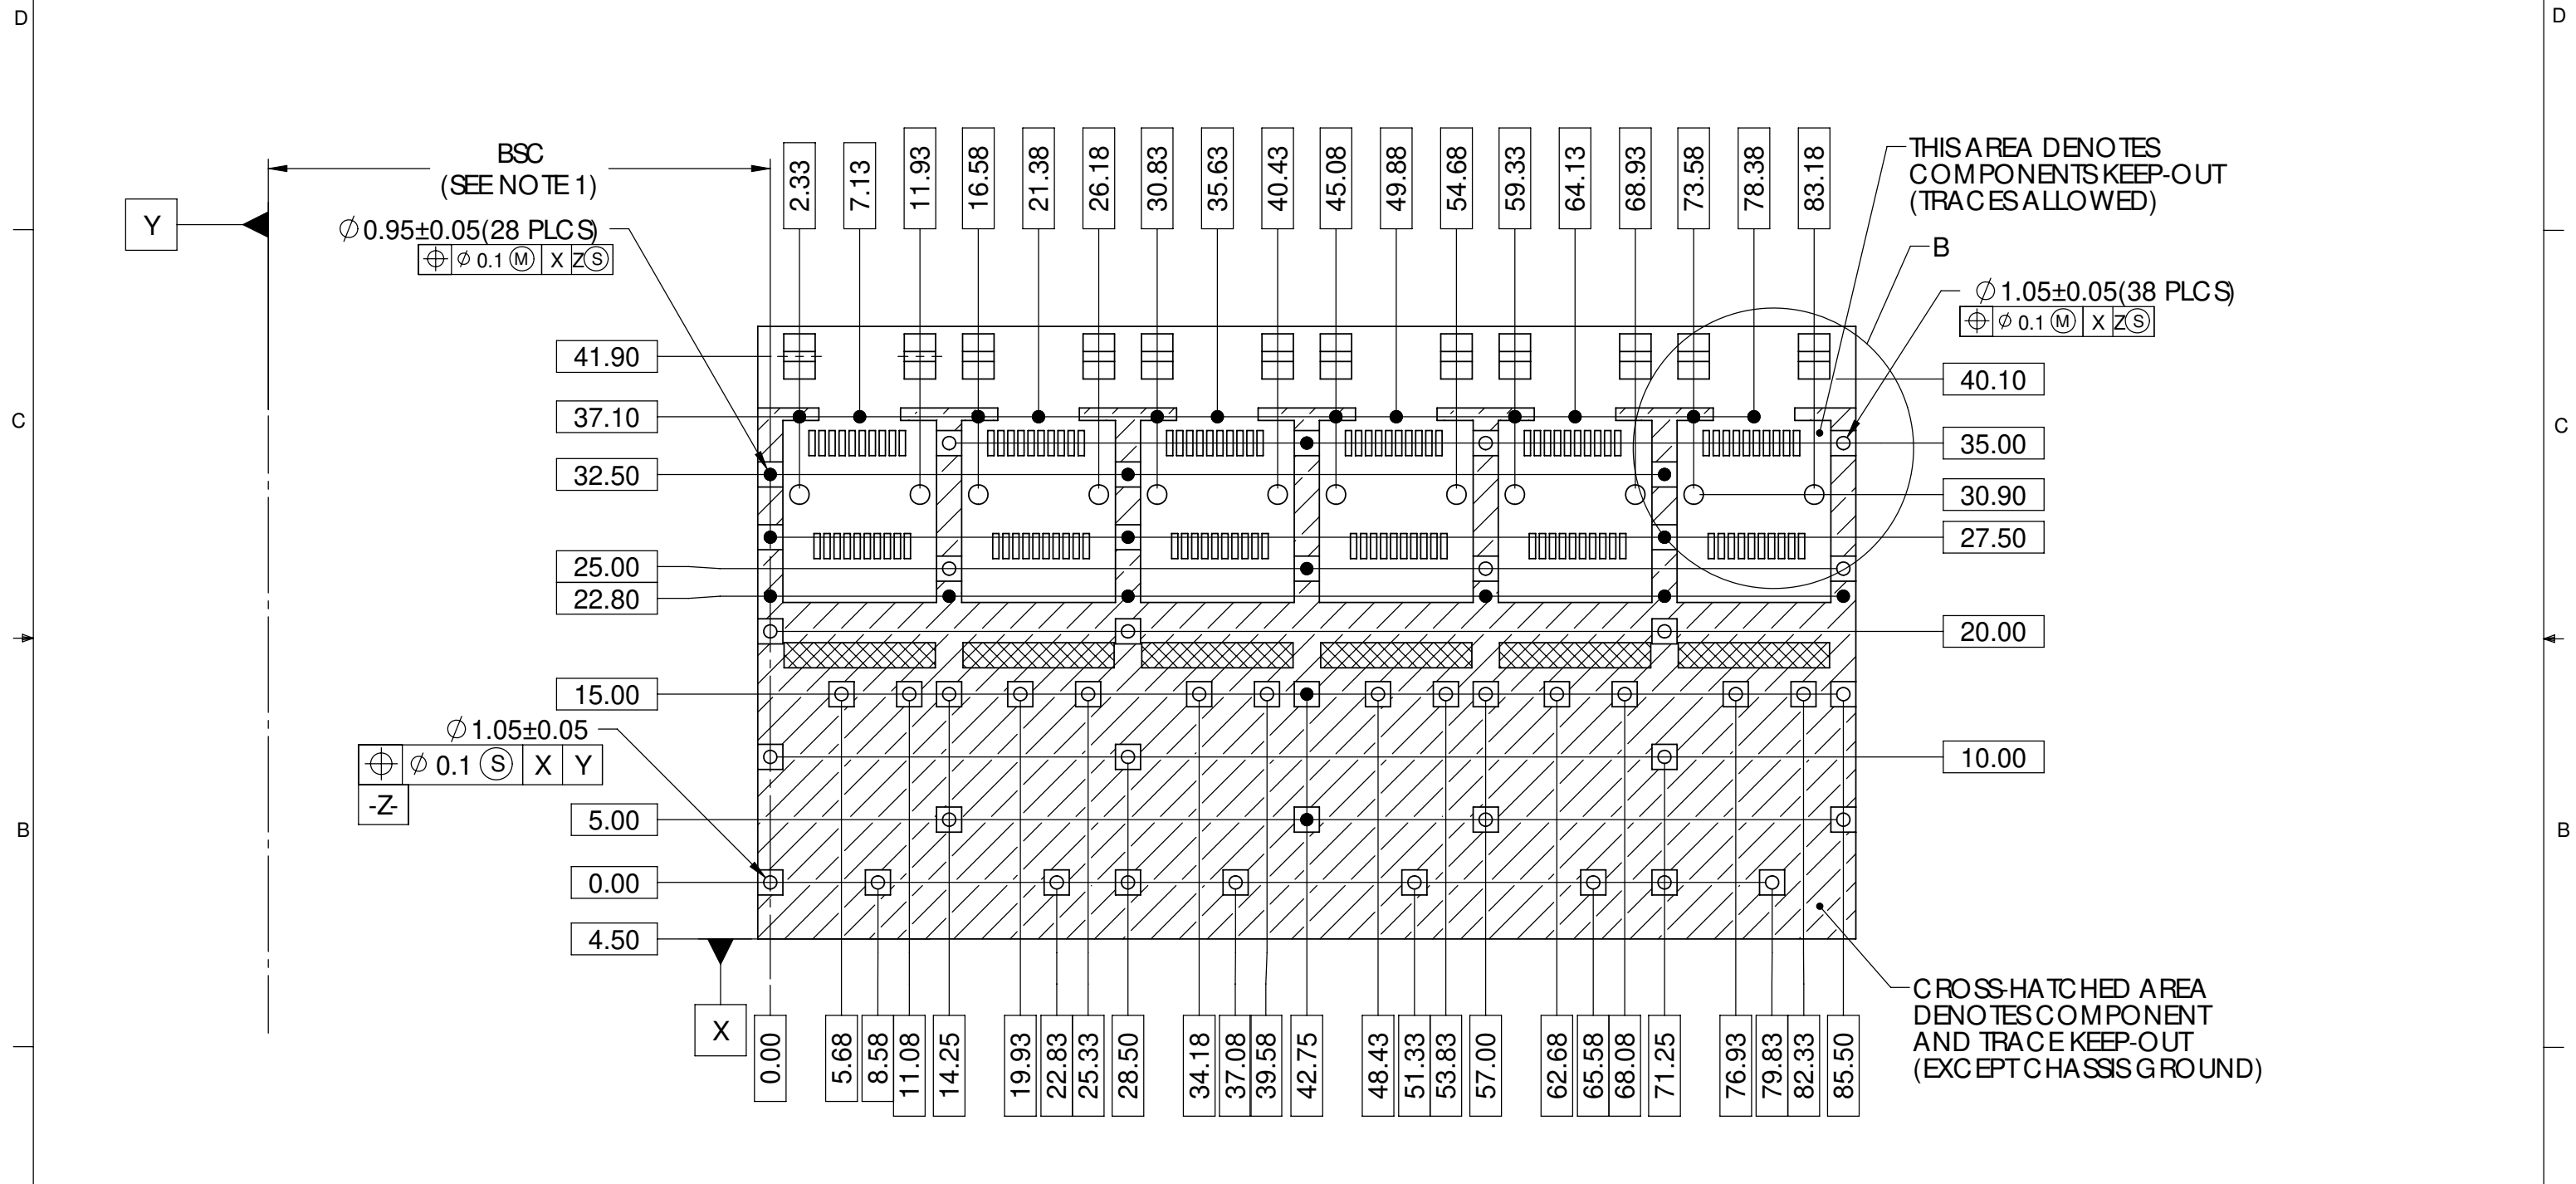 D
D
BSC
(SEE NOTE 1)
Y
2.33
7.13
11.93
16.58
21.38
26.18
30.83
35.63
40.43
45.08
49.88
54.68
59.33
64.13
68.93
73.58
78.38
83.18
THIS AREA DENOTES
COMPONENTS KEEP-OUT
(TRACES ALLOWED)
B
∅ 0.95±0.05(28 PLCS)
⌖ ∅ 0.1 Ⓜ X ZⓈ
∅ 1.05±0.05(38 PLCS)
⌖ ∅ 0.1 Ⓜ X ZⓈ
41.90
40.10
C
37.10
C
35.00
32.50
30.90
27.50
25.00
22.80
20.00
15.00
∅ 1.05±0.05
⌖ ∅ 0.1 Ⓢ X Y
-Z-
10.00
B
5.00
B
0.00
4.50
X
0.00
5.68
8.58
11.08
14.25
19.93
22.83
25.33
28.50
34.18
37.08
39.58
42.75
48.43
51.33
53.83
57.00
62.68
65.58
68.08
71.25
76.93
79.83
82.33
85.50
CROSS-HATCHED AREA
DENOTES COMPONENT
AND TRACE KEEP-OUT
(EXCEPT CHASSIS GROUND)